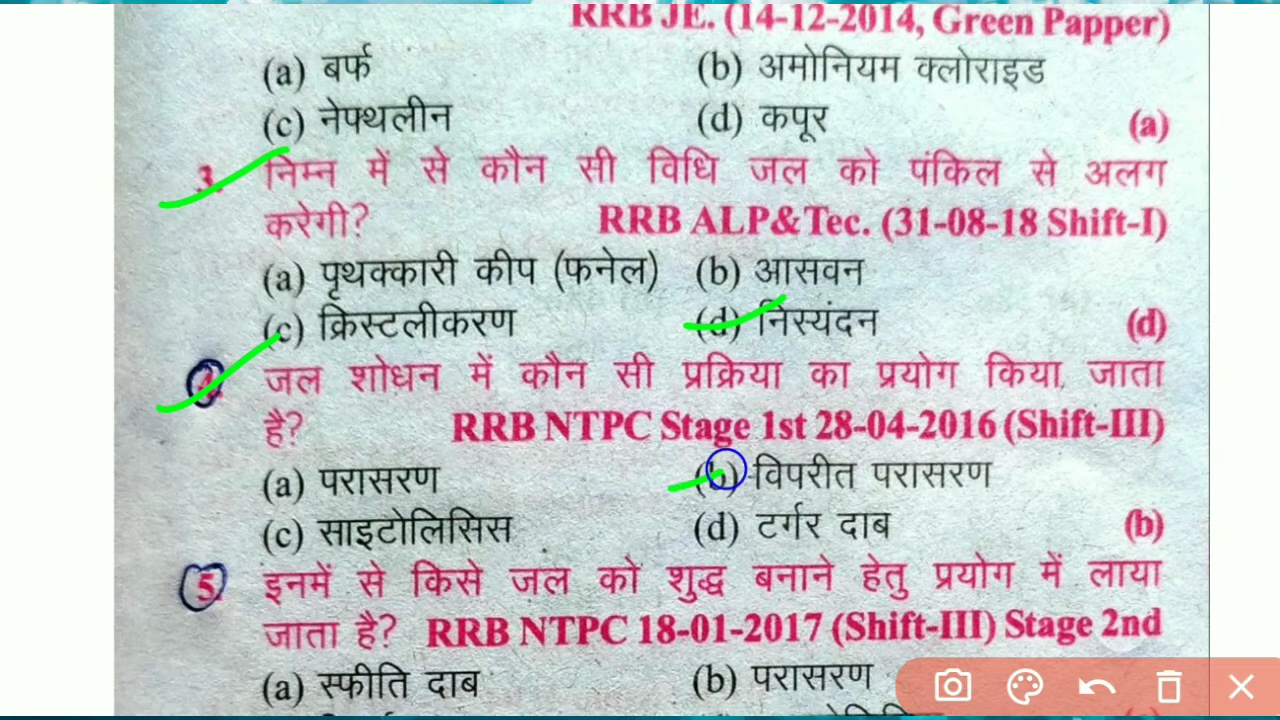 RRB JE. (14-12-2014, Green Papper)
(a) बर्फ (b) अमोनियम क्लोराइड
(c) नेफ्थलीन (d) कपूर (a)
3. निम्न में से कौन सी विधि जल को पंकिल से अलग
करेगी? RRB ALP&Tec. (31-08-18 Shift-I)
(a) पृथक्कारी कीप (फनेल) (b) आसवन
(c) क्रिस्टलीकरण (d) निस्यंदन (d)
4. जल शोधन में कौन सी प्रक्रिया का प्रयोग किया जाता
है? RRB NTPC Stage 1st 28-04-2016 (Shift-III)
(a) परासरण (b) विपरीत परासरण
(c) साइटोलिसिस (d) टर्गर दाब (b)
5. इनमें से किसे जल को शुद्ध बनाने हेतु प्रयोग में लाया
जाता है? RRB NTPC 18-01-2017 (Shift-III) Stage 2nd
(a) स्फीति दाब (b) परासरण